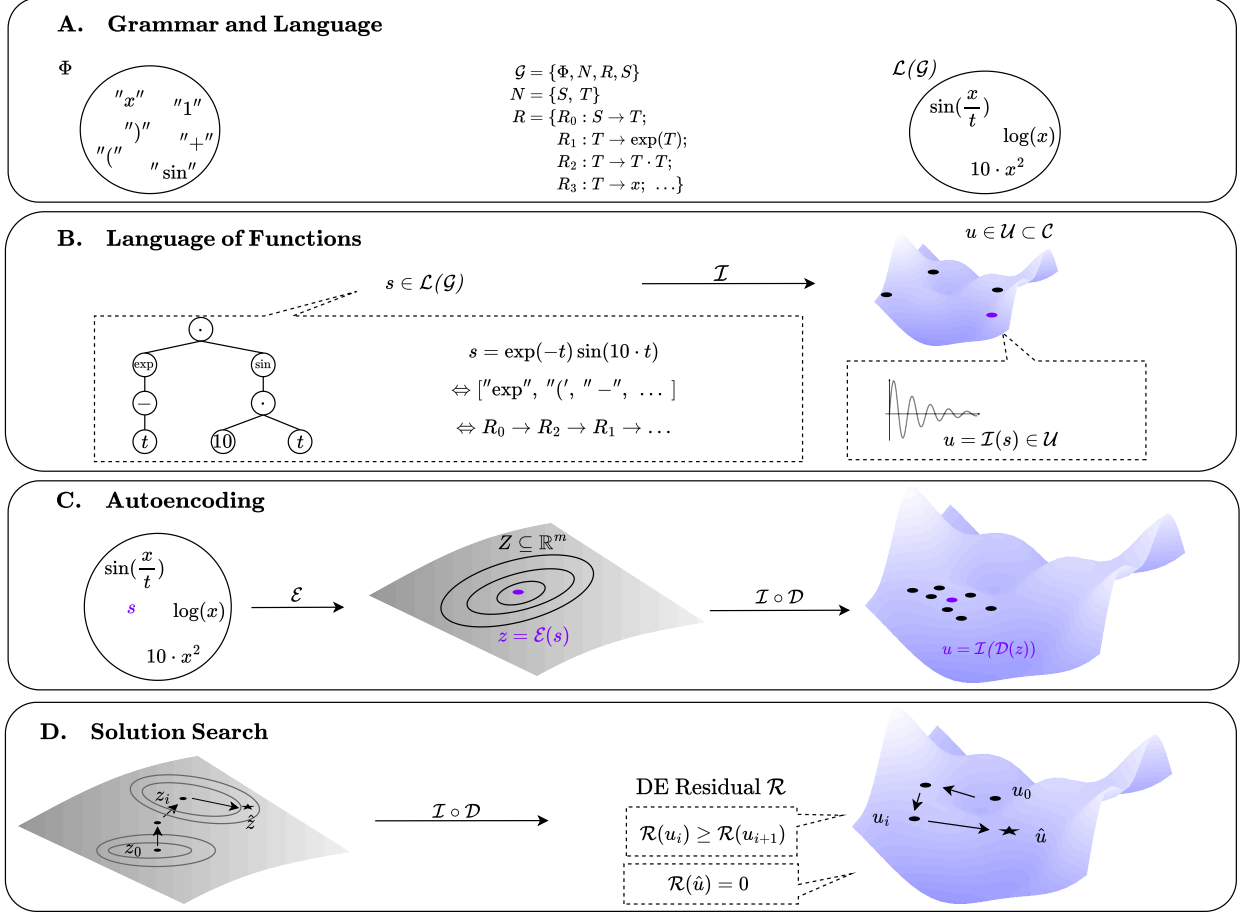 A. Grammar and Language
Φ
"x"
"1"
")"
"+"
"("
"sin"
𝒢 = {Φ, N, R, S}
N = {S, T}
R = {R₀ : S → T;
R₁ : T → exp(T);
R₂ : T → T · T;
R₃ : T → x; …}
ℒ(𝒢)
sin(x/t)
log(x)
10 · x²
B. Language of Functions
s ∈ ℒ(𝒢)
ℐ
u ∈ 𝒰 ⊂ 𝒞
·
exp
sin
−
·
t
10
t
s = exp(−t) sin(10 · t)
⇔ ["exp", "(', "−", … ]
⇔ R₀ → R₂ → R₁ → …
u = ℐ(s) ∈ 𝒰
C. Autoencoding
sin(x/t)
s
log(x)
10 · x²
ℰ
Z ⊆ ℝᵐ
z = ℰ(s)
ℐ ∘ 𝒟
u = ℐ(𝒟(z))
D. Solution Search
z₀
zᵢ
ẑ
ℐ ∘ 𝒟
DE Residual ℛ
ℛ(uᵢ) ≥ ℛ(uᵢ₊₁)
ℛ(û) = 0
u₀
uᵢ
û